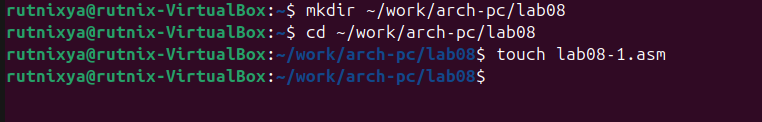 rutnixya@rutnix-VirtualBox:~$ mkdir ~/work/arch-pc/lab08
rutnixya@rutnix-VirtualBox:~$ cd ~/work/arch-pc/lab08
rutnixya@rutnix-VirtualBox:~/work/arch-pc/lab08$ touch lab08-1.asm
rutnixya@rutnix-VirtualBox:~/work/arch-pc/lab08$